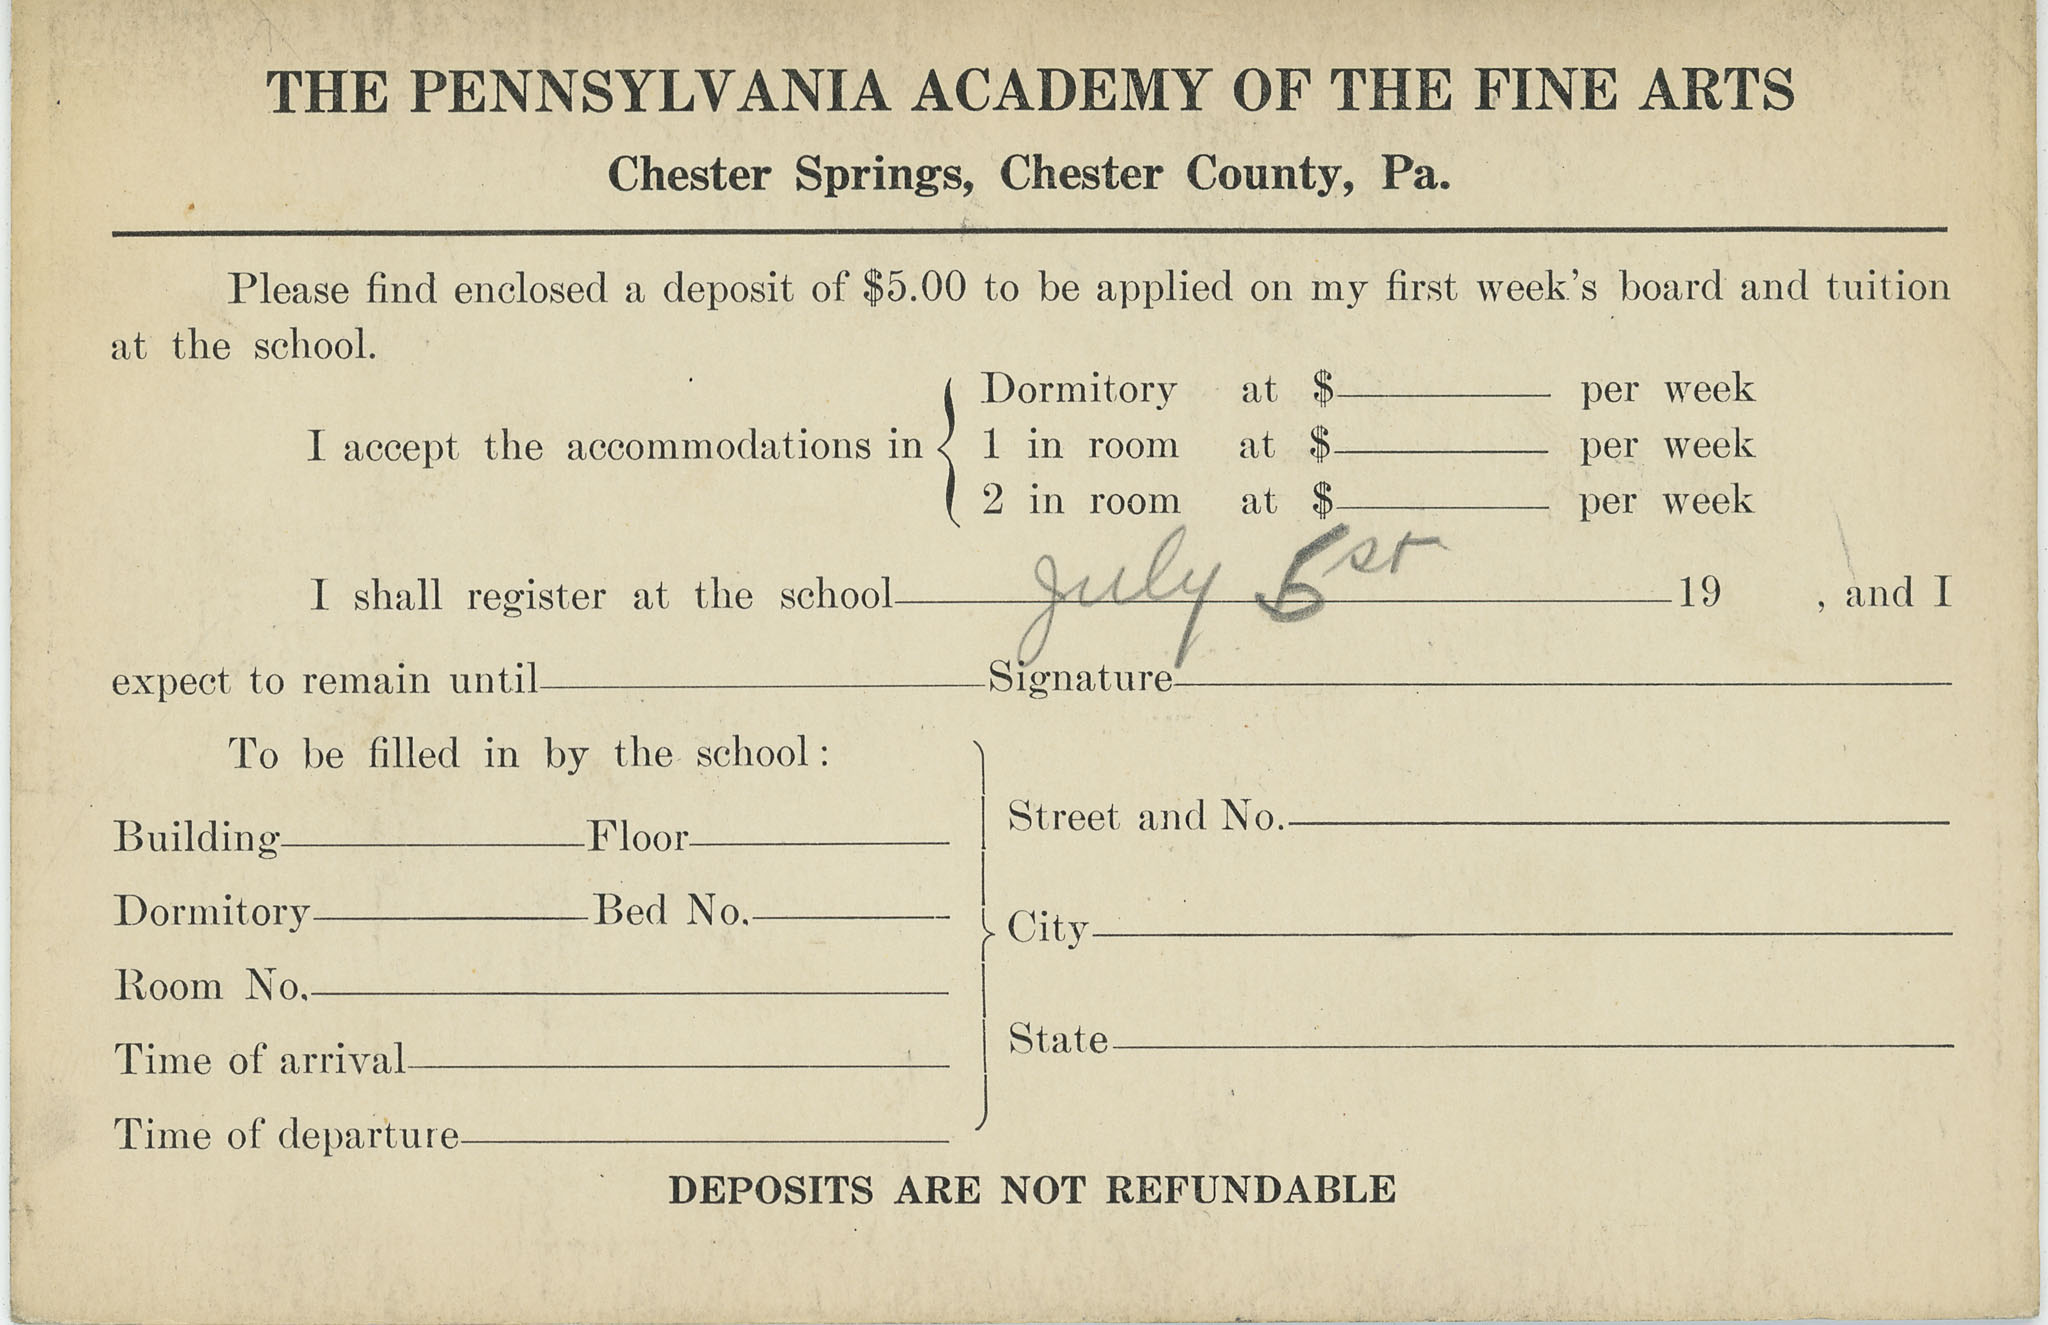 THE PENNSYLVANIA ACADEMY OF THE FINE ARTS
Chester Springs, Chester County, Pa.
Please find enclosed a deposit of $5.00 to be applied on my first week's board and tuition
at the school.
I accept the accommodations in
Dormitory at $ per week
1 in room at $ per week
2 in room at $ per week
I shall register at the school July 5st 19 , and I
expect to remain until Signature
To be filled in by the school:
Building Floor
Dormitory Bed No.
Room No.
Time of arrival
Time of departure
Street and No.
City
State
DEPOSITS ARE NOT REFUNDABLE